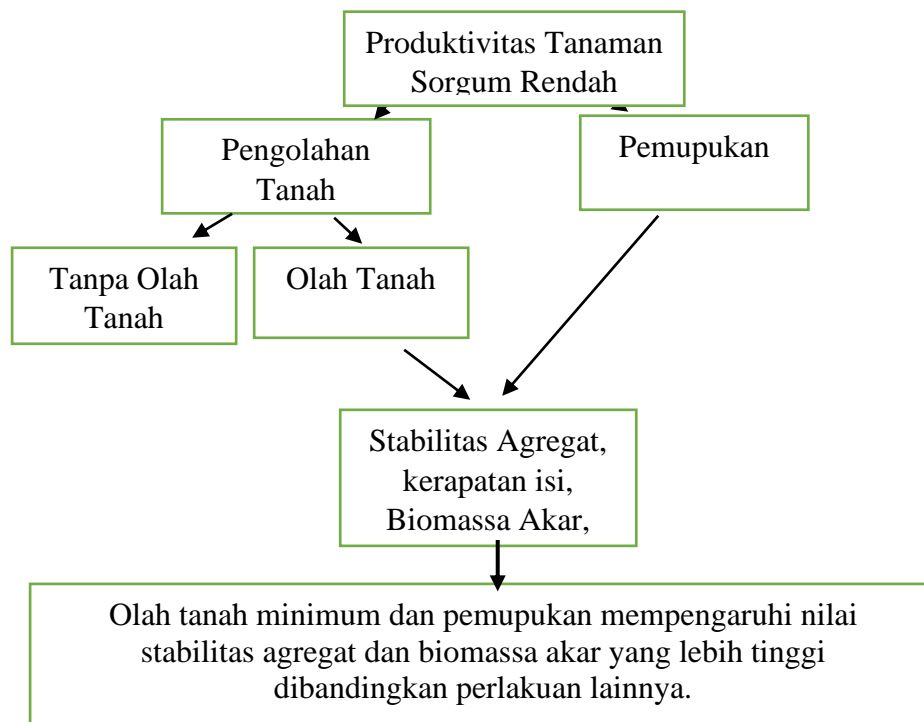 Produktivitas Tanaman
Sorgum Rendah
Pengolahan
Tanah
Pemupukan
Tanpa Olah
Tanah
Olah Tanah
Stabilitas Agregat,
kerapatan isi,
Biomassa Akar,
Olah tanah minimum dan pemupukan mempengaruhi nilai
stabilitas agregat dan biomassa akar yang lebih tinggi
dibandingkan perlakuan lainnya.